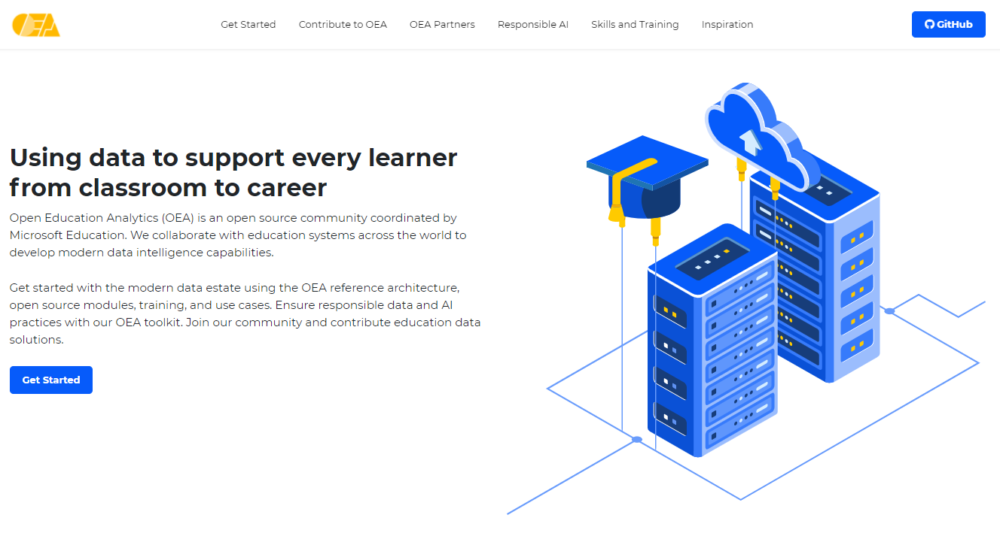 OEA
Get Started
Contribute to OEA
OEA Partners
Responsible AI
Skills and Training
Inspiration
GitHub
Using data to support every learner
from classroom to career
Open Education Analytics (OEA) is an open source community coordinated by
Microsoft Education. We collaborate with education systems across the world to
develop modern data intelligence capabilities.
Get started with the modern data estate using the OEA reference architecture,
open source modules, training, and use cases. Ensure responsible data and AI
practices with our OEA toolkit. Join our community and contribute education data
solutions.
Get Started